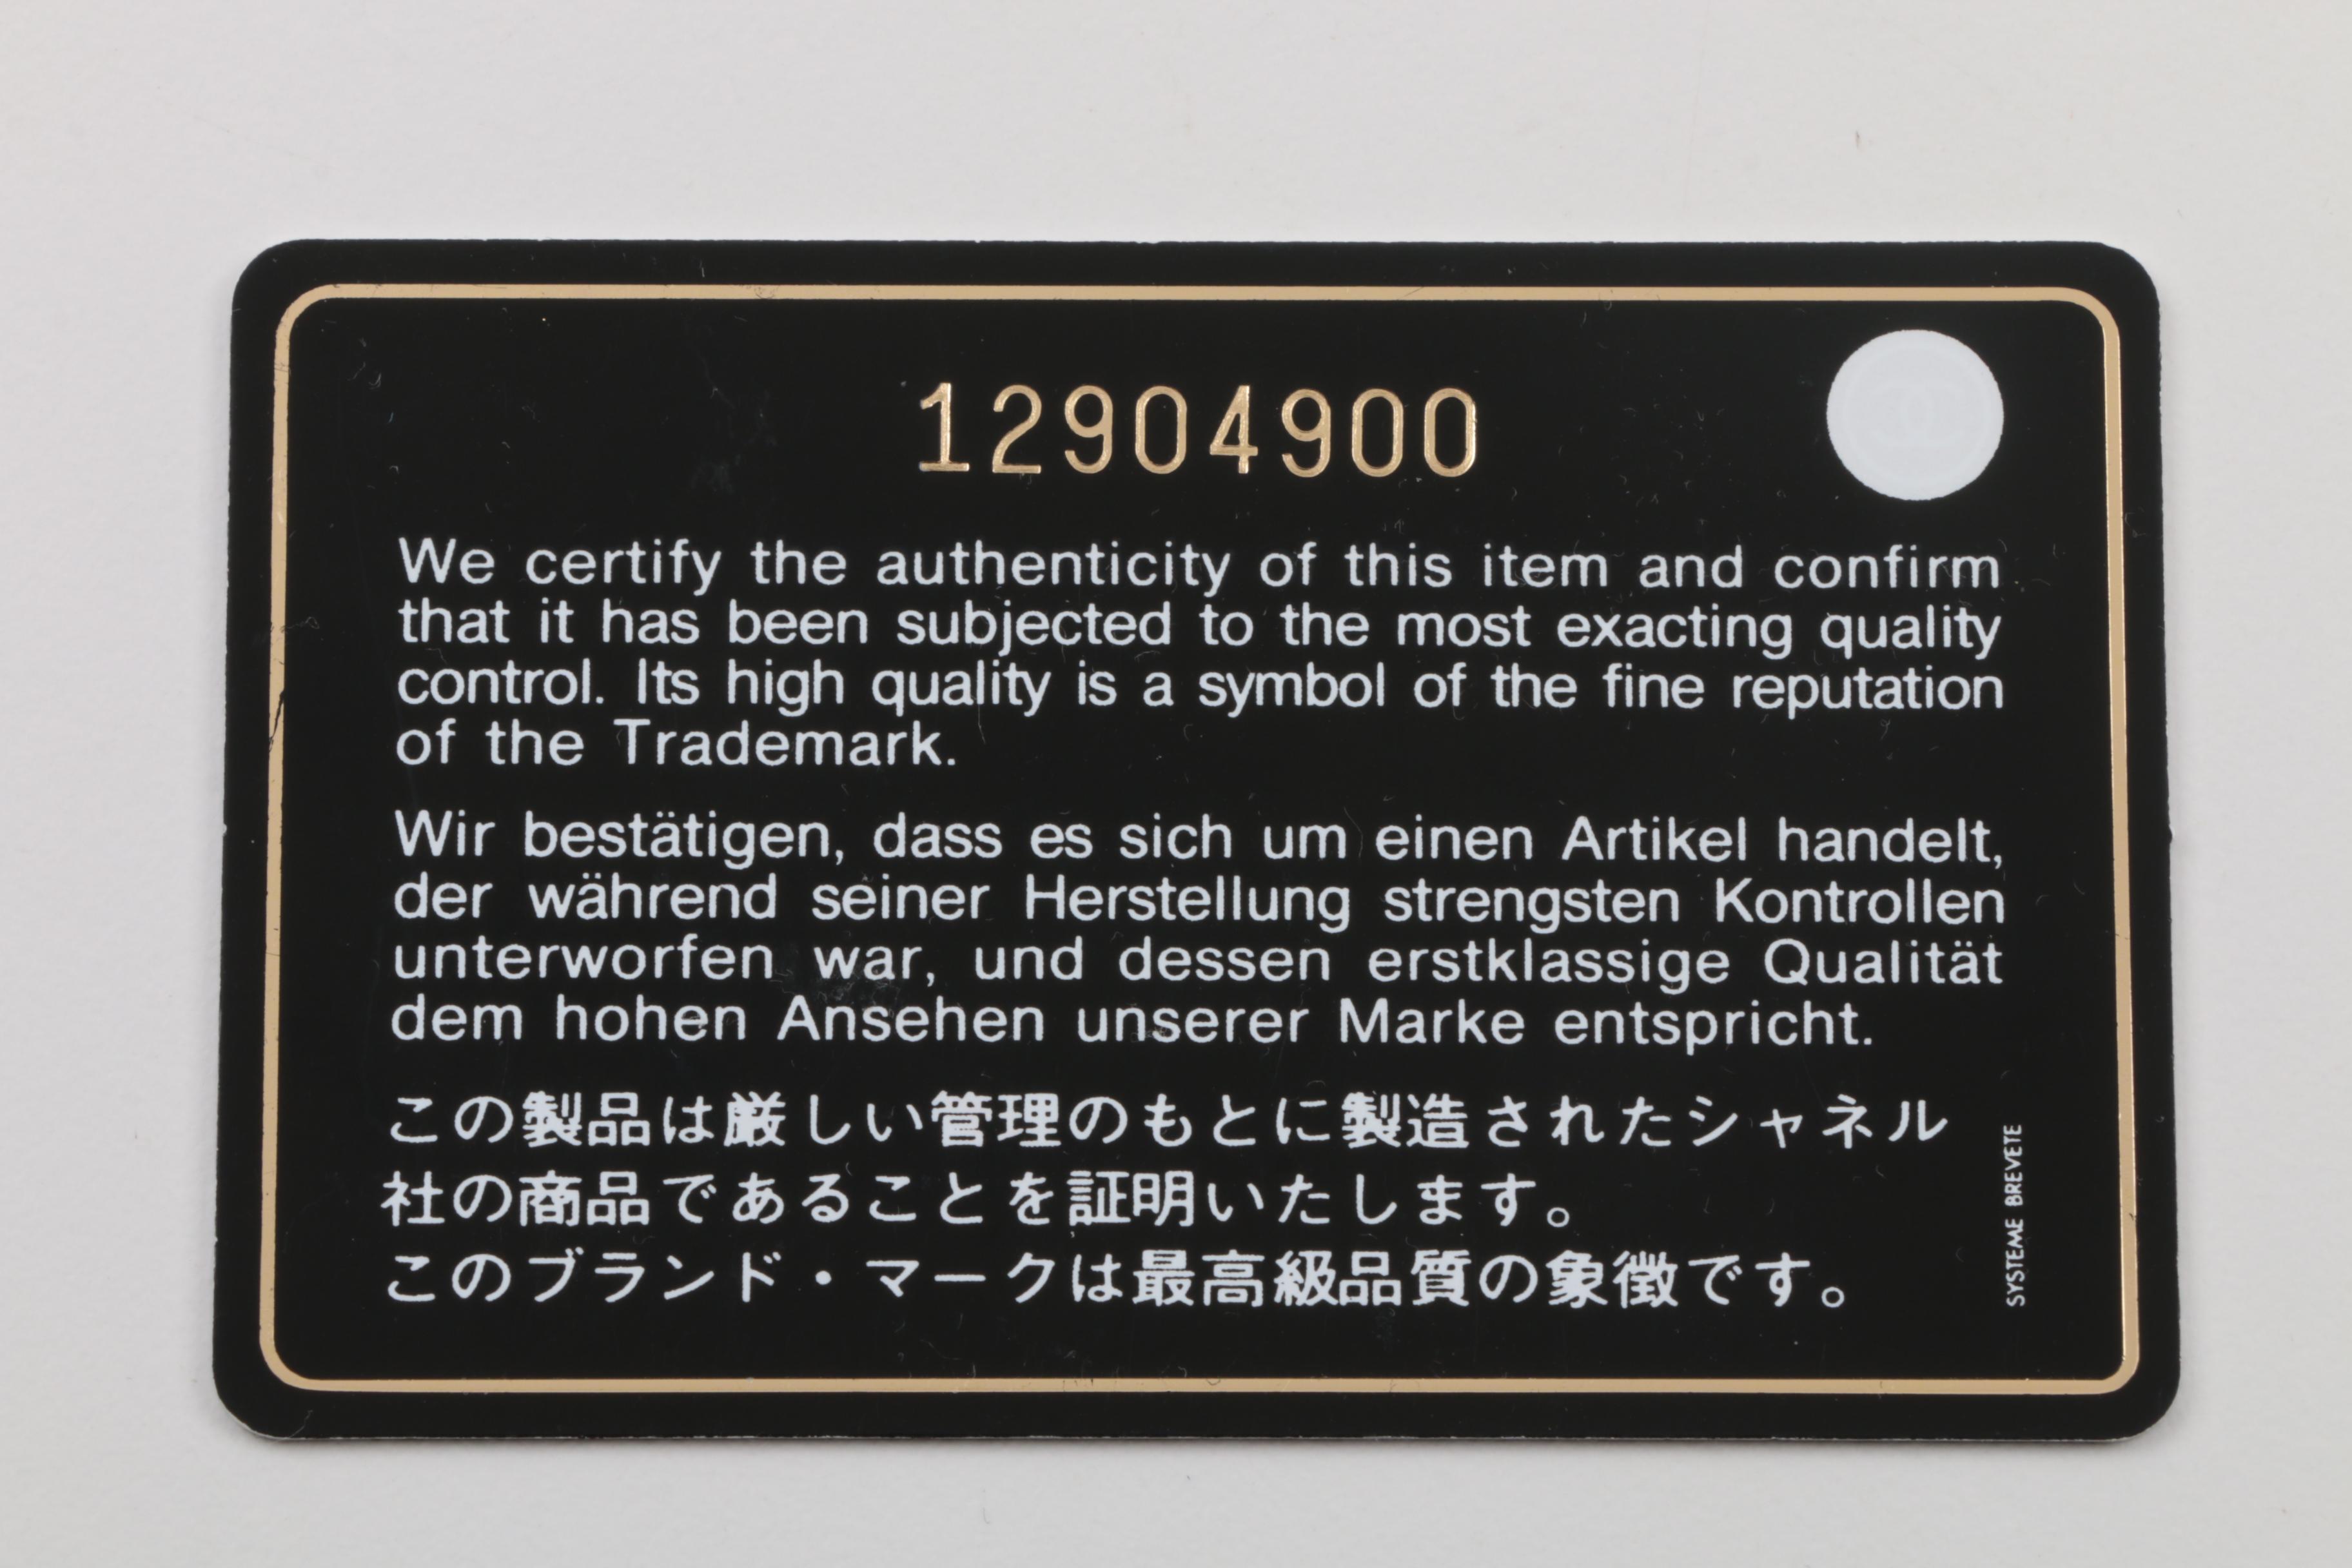 12904900
We certify the authenticity of this item and confirm
that it has been subjected to the most exacting quality
control. Its high quality is a symbol of the fine reputation
of the Trademark.
Wir bestätigen, dass es sich um einen Artikel handelt,
der während seiner Herstellung strengsten Kontrollen
unterworfen war, und dessen erstklassige Qualität
dem hohen Ansehen unserer Marke entspricht.
この製品は厳しい管理のもとに製造されたシャネル
社の商品であることを証明いたします。
このブランド・マークは最高級品質の象徴です。
SYSTEME BREVETE